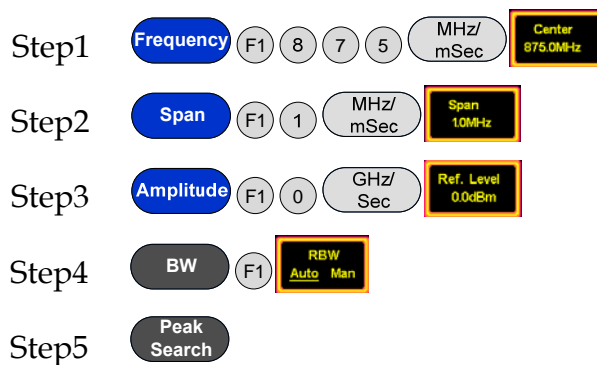 Step1 Frequency F1 8 7 5 MHz/ mSec Center 875.0MHz
Step2 Span F1 1 MHz/ mSec Span 1.0MHz
Step3 Amplitude F1 0 GHz/ Sec Ref. Level 0.0dBm
Step4 BW F1 RBW Auto Man
Step5 Peak Search